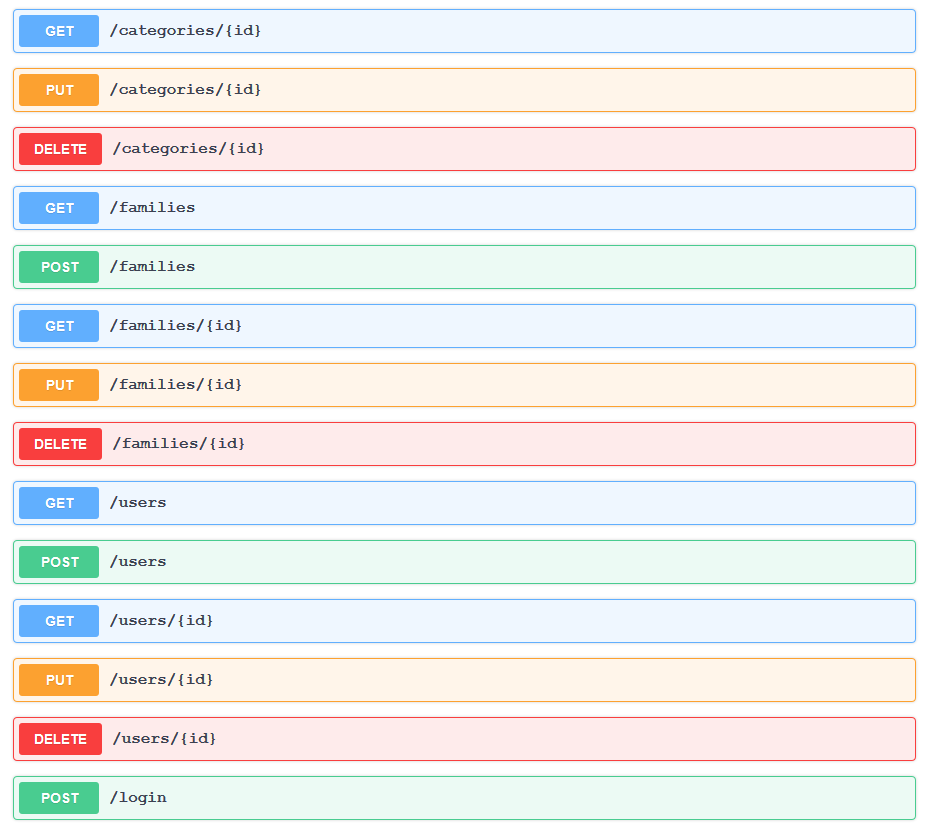 GET /categories/{id}
PUT /categories/{id}
DELETE /categories/{id}
GET /families
POST /families
GET /families/{id}
PUT /families/{id}
DELETE /families/{id}
GET /users
POST /users
GET /users/{id}
PUT /users/{id}
DELETE /users/{id}
POST /login